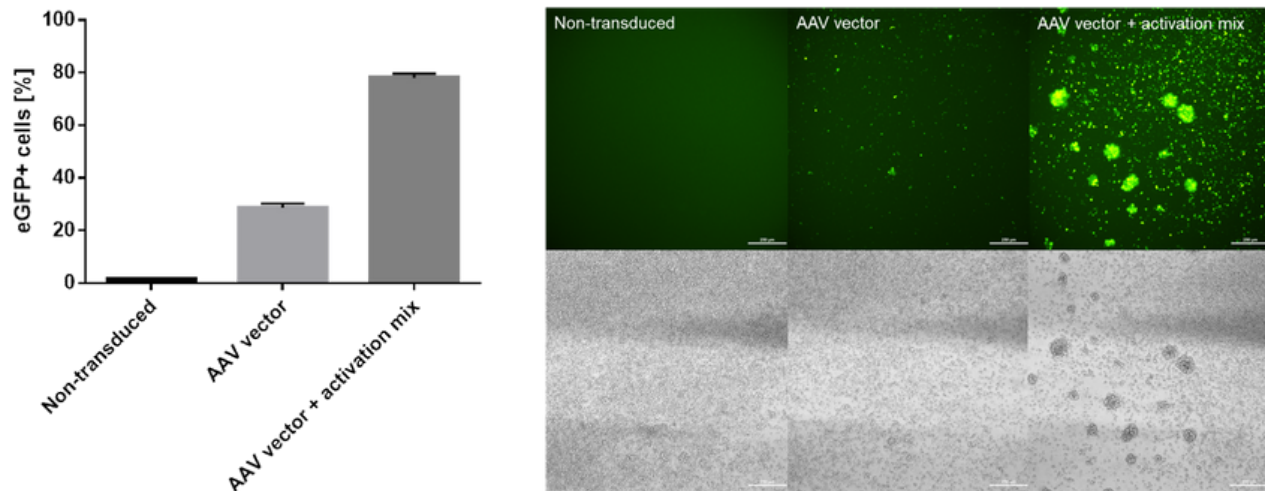 100
80
60
40
20
0
eGFP+ cells [%]
Non-transduced
AAV vector
AAV vector + activation mix
Non-transduced
AAV vector
AAV vector + activation mix